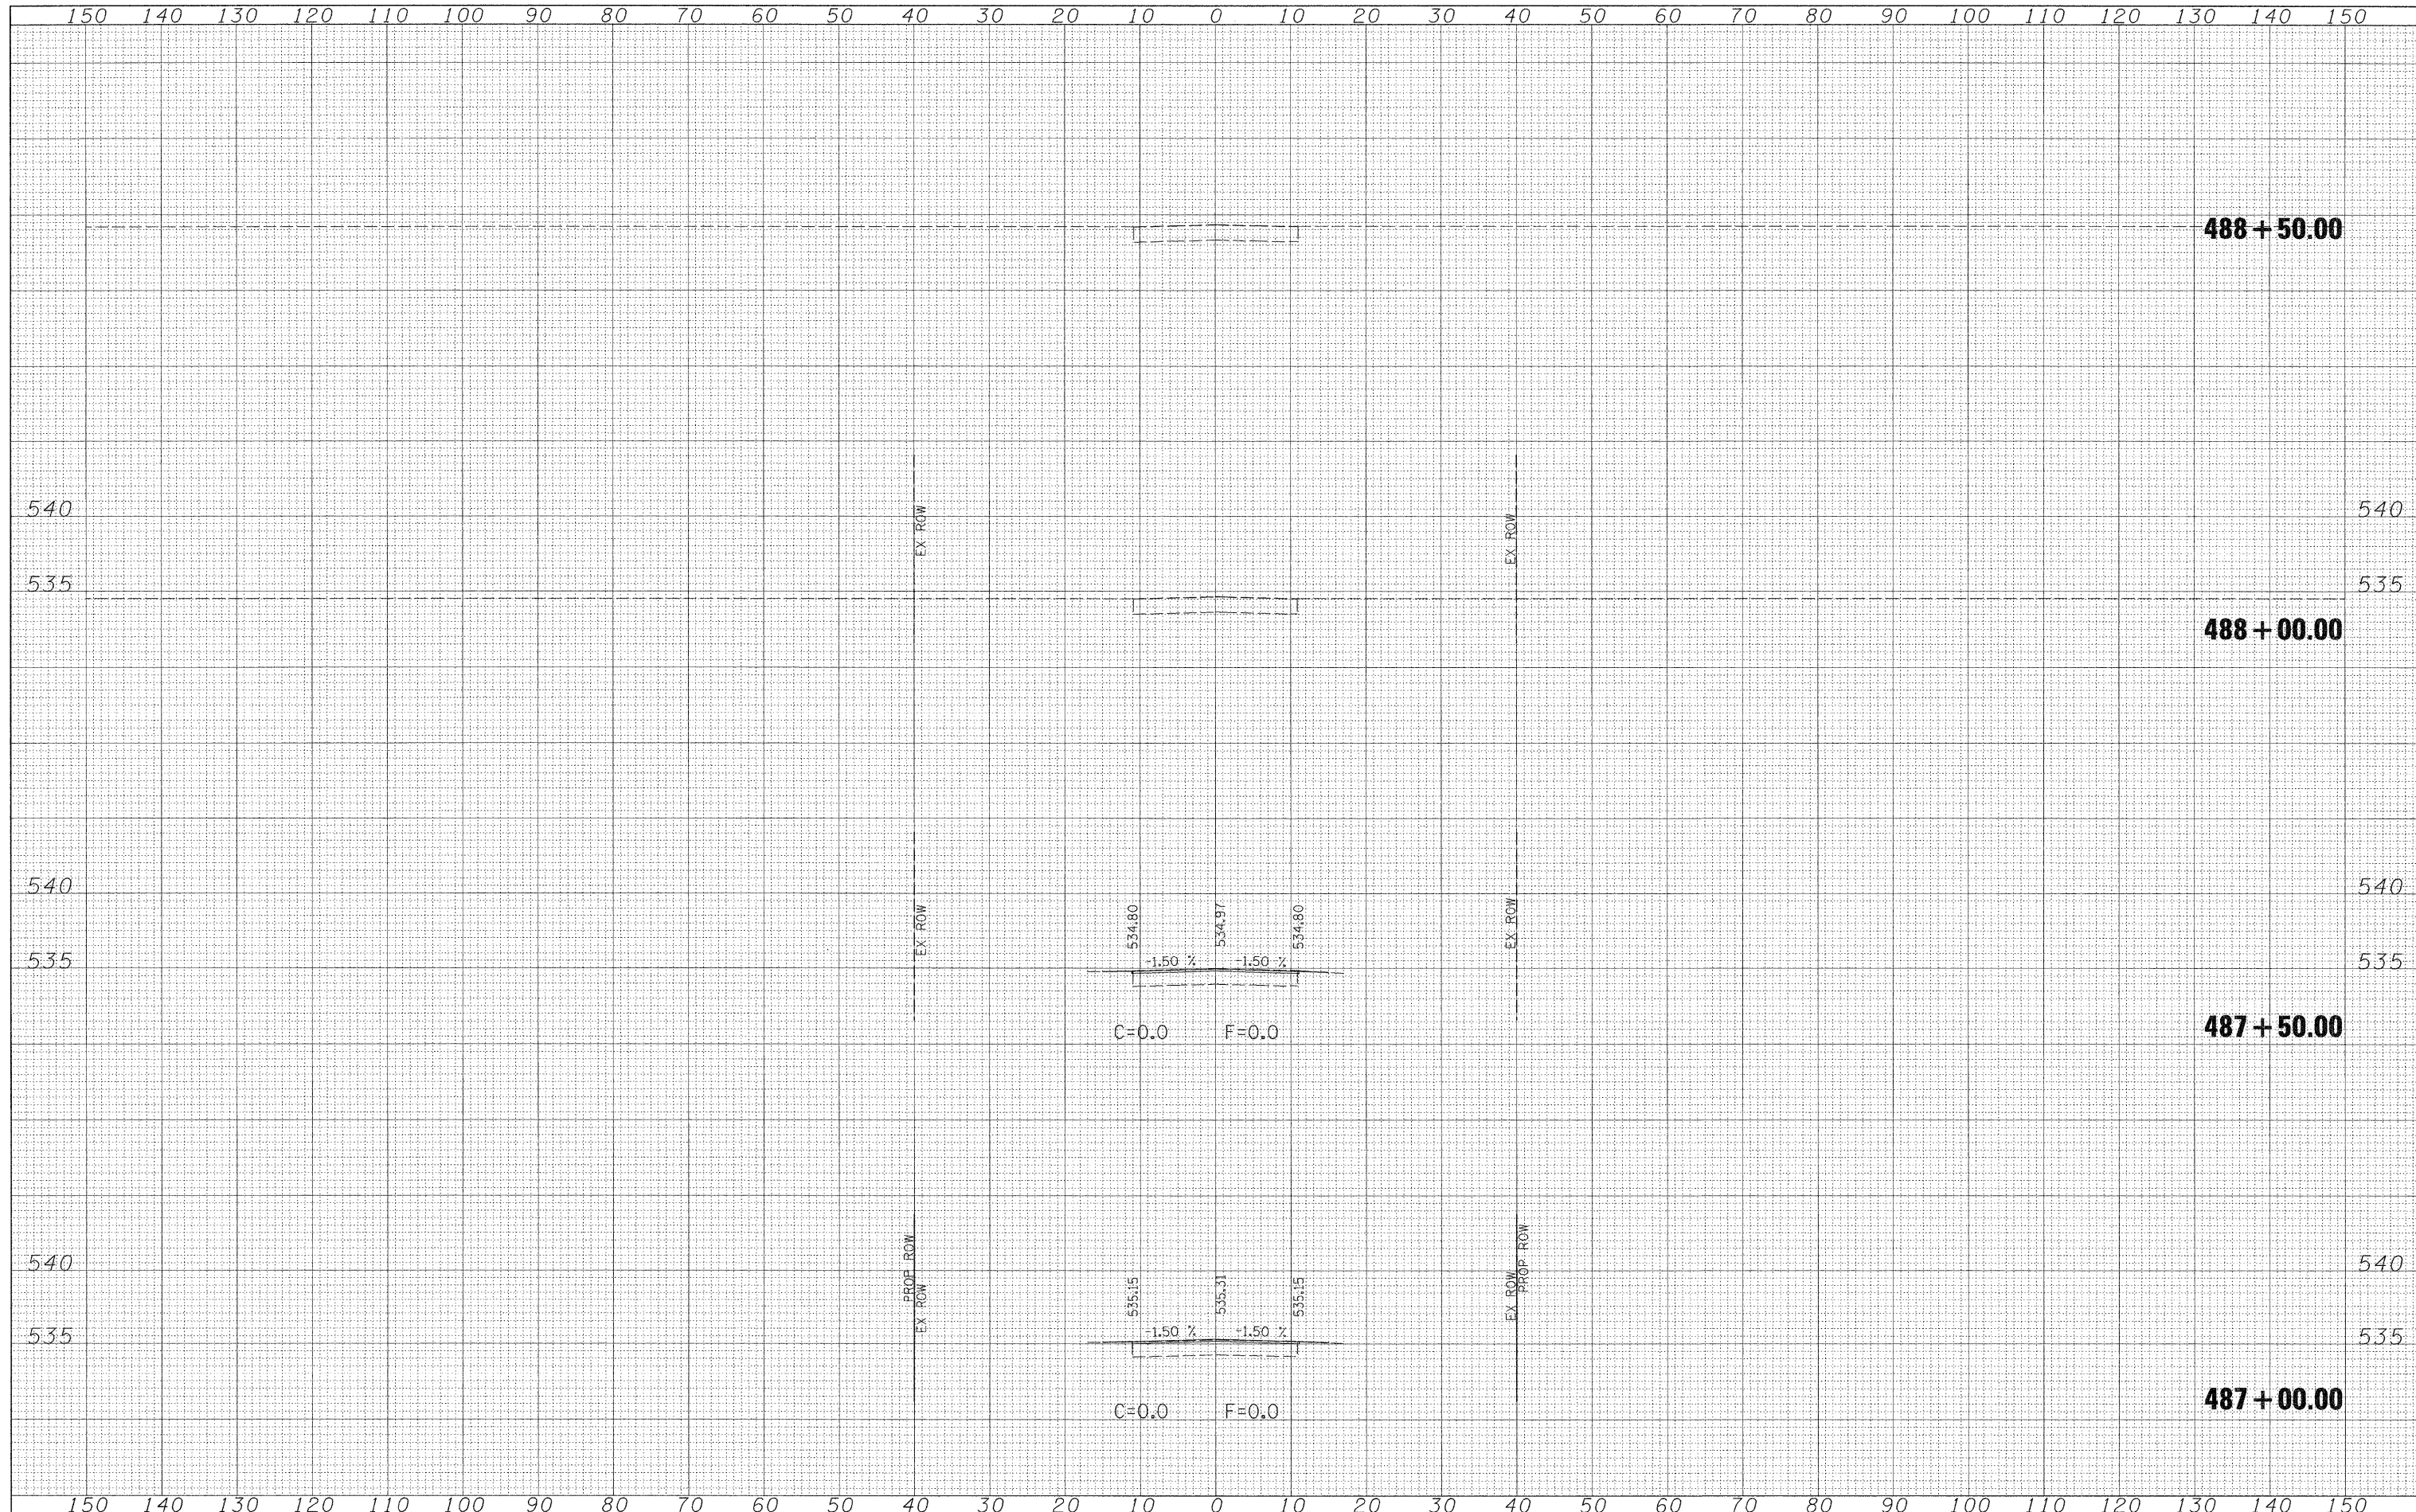 150 140 130 120 110 100 90 80 70 60 50 40 30 20 10 0 10 20 30 40 50 60 70 80 90 100 110 120 130 140 150
488+50.00
540 EX ROW EX ROW 540
535 535
488+00.00
540 540
EX ROW 534.80 534.97 534.80 EX ROW
535 -1.50 % -1.50 % 535
C=0.0 F=0.0 487+50.00
PROP ROW PROP ROW
540 540
EX ROW 535.15 535.31 535.15 EX ROW
535 -1.50 % -1.50 % 535
C=0.0 F=0.0 487+00.00
150 140 130 120 110 100 90 80 70 60 50 40 30 20 10 0 10 20 30 40 50 60 70 80 90 100 110 120 130 140 150